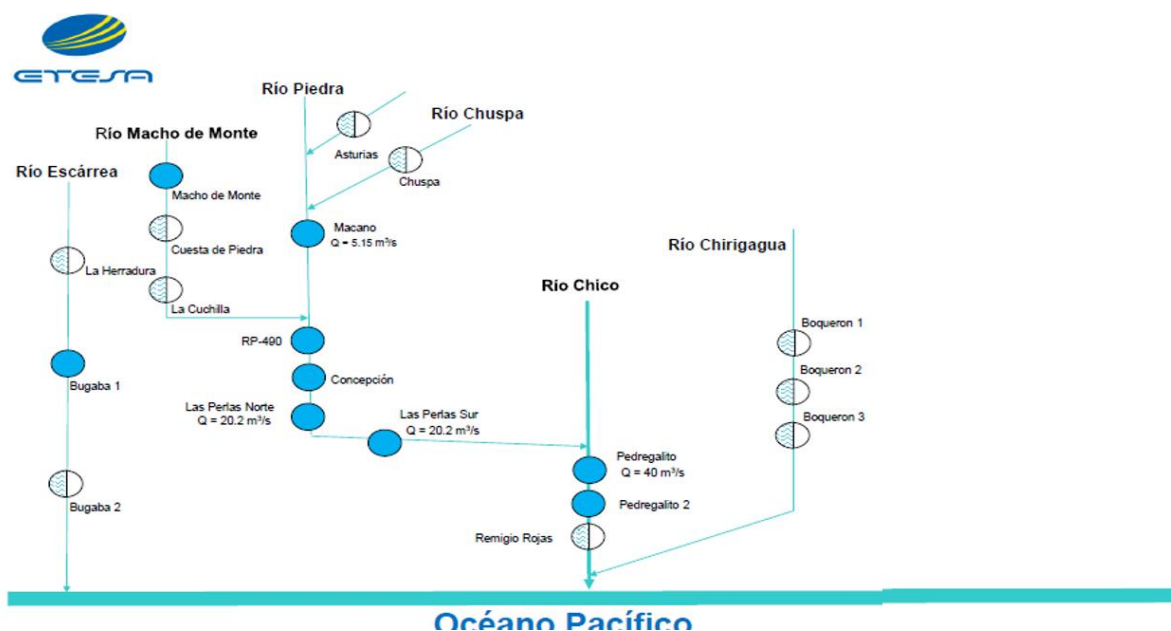 ETESA
Río Piedra
Río Chuspa
Río Macho de Monte
Asturias
Río Escárrea
Chuspa
Macho de Monte
Macano
Q = 5.15 m³/s
Río Chirigagua
Cuesta de Piedra
La Herradura
Río Chico
La Cuchilla
Boqueron 1
RP-490
Boqueron 2
Concepción
Bugaba 1
Las Perlas Norte
Q = 20.2 m³/s
Las Perlas Sur
Q = 20.2 m³/s
Boqueron 3
Pedregalito
Q = 40 m³/s
Bugaba 2
Pedregalito 2
Remigio Rojas
Océano Pacífico